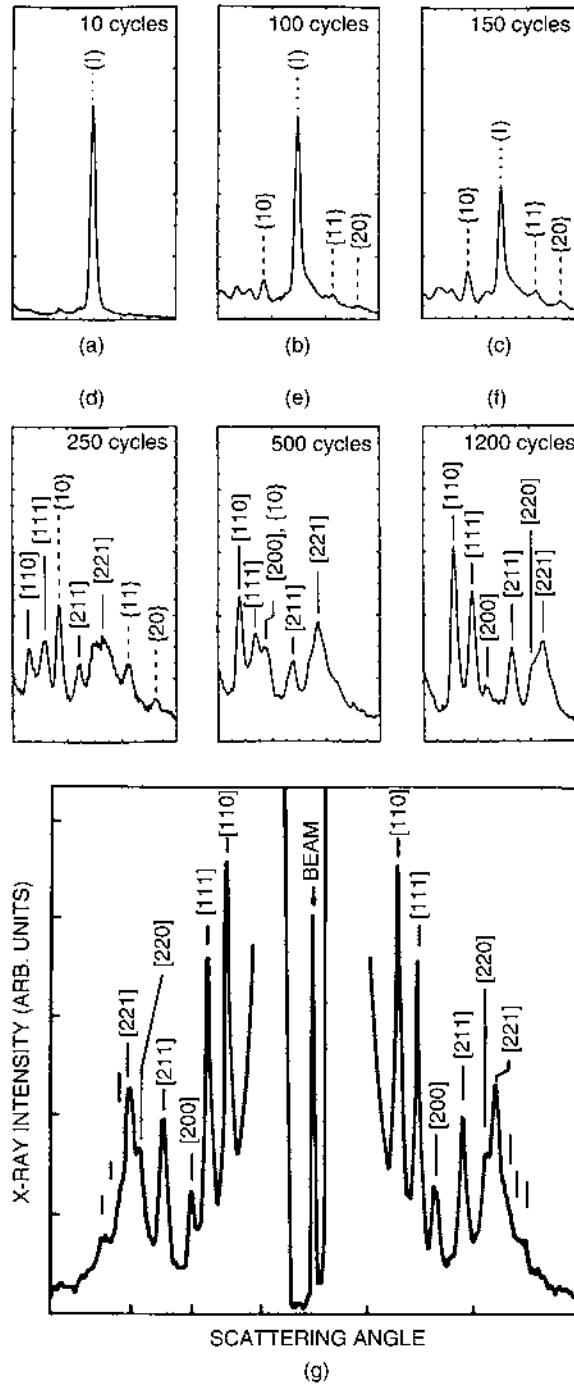 10 cycles
(I)
100 cycles
(I)
{10}
{11}
{20}
150 cycles
(I)
{10}
{11}
{20}
(a)
(b)
(c)
(d)
(e)
(f)
250 cycles
[110]
[111]
{10}
[211]
[221]
{11}
{20}
500 cycles
[110]
[111]
[200], {10}
[211]
[221]
1200 cycles
[110]
[111]
[200]
[211]
[220]
[221]
X-RAY INTENSITY (ARB. UNITS)
[221]
[220]
[211]
[200]
[111]
[110]
BEAM
[110]
[111]
[200]
[211]
[220]
[221]
SCATTERING ANGLE
(g)